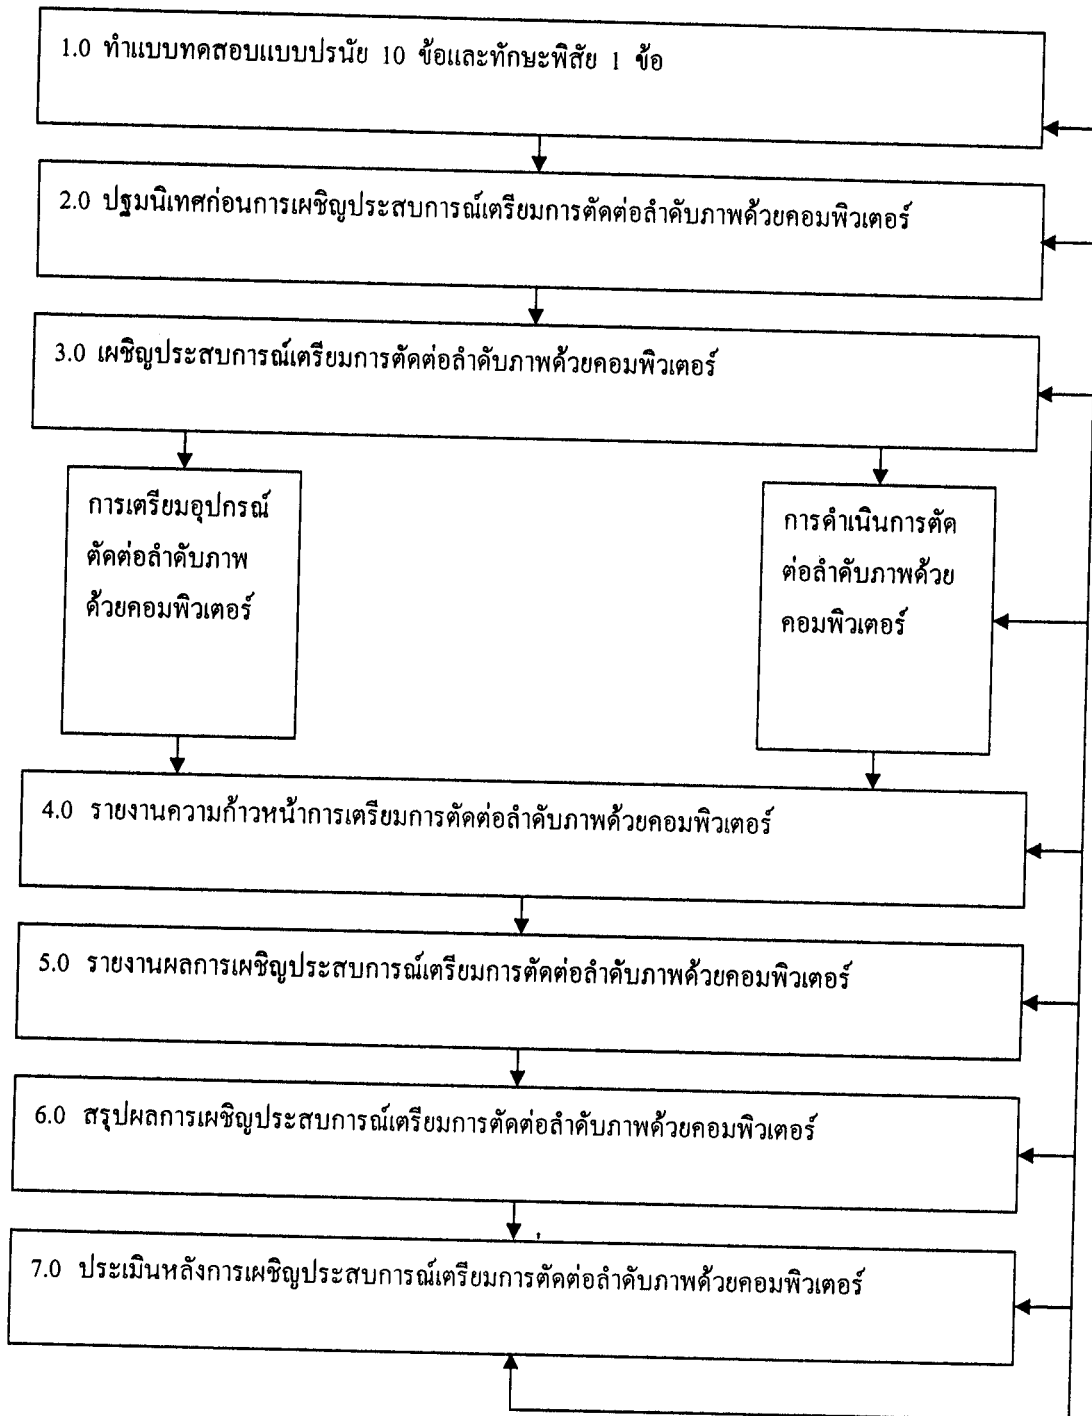 1.0 ทำแบบทดสอบแบบปรนัย 10 ข้อและทักษะพิสัย 1 ข้อ
2.0 ปฐมนิเทศก่อนการเผชิญประสบการณ์เตรียมการตัดต่อลำดับภาพด้วยคอมพิวเตอร์
3.0 เผชิญประสบการณ์เตรียมการตัดต่อลำดับภาพด้วยคอมพิวเตอร์
การเตรียมอุปกรณ์
ตัดต่อลำดับภาพ
ด้วยคอมพิวเตอร์
การดำเนินการตัด
ต่อลำดับภาพด้วย
คอมพิวเตอร์
4.0 รายงานความก้าวหน้าการเตรียมการตัดต่อลำดับภาพด้วยคอมพิวเตอร์
5.0 รายงานผลการเผชิญประสบการณ์เตรียมการตัดต่อลำดับภาพด้วยคอมพิวเตอร์
6.0 สรุปผลการเผชิญประสบการณ์เตรียมการตัดต่อลำดับภาพด้วยคอมพิวเตอร์
7.0 ประเมินหลังการเผชิญประสบการณ์เตรียมการตัดต่อลำดับภาพด้วยคอมพิวเตอร์